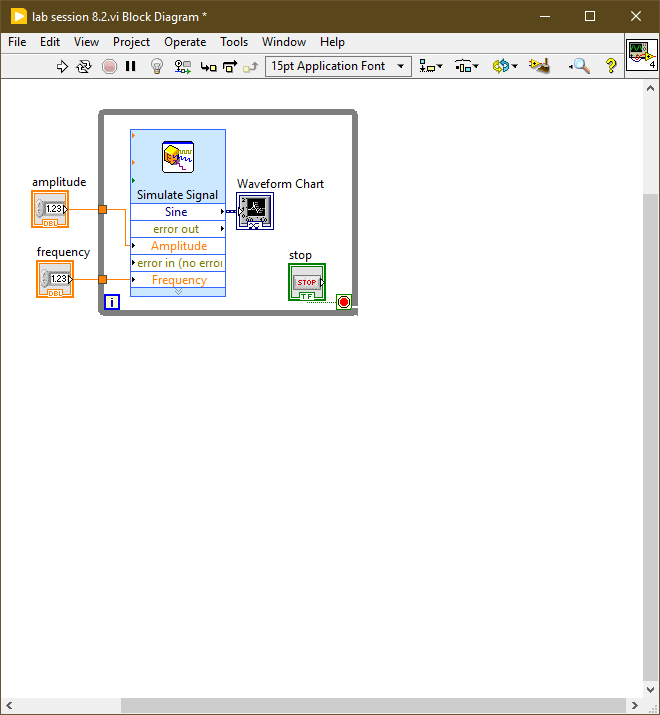 lab session 8.2.vi Block Diagram *
File Edit View Project Operate Tools Window Help
15pt Application Font
4
amplitude
1.23
DBL
frequency
1.23
DBL
Simulate Signal
Sine
error out
Amplitude
error in (no error
Frequency
Waveform Chart
stop
STOP
TF
i